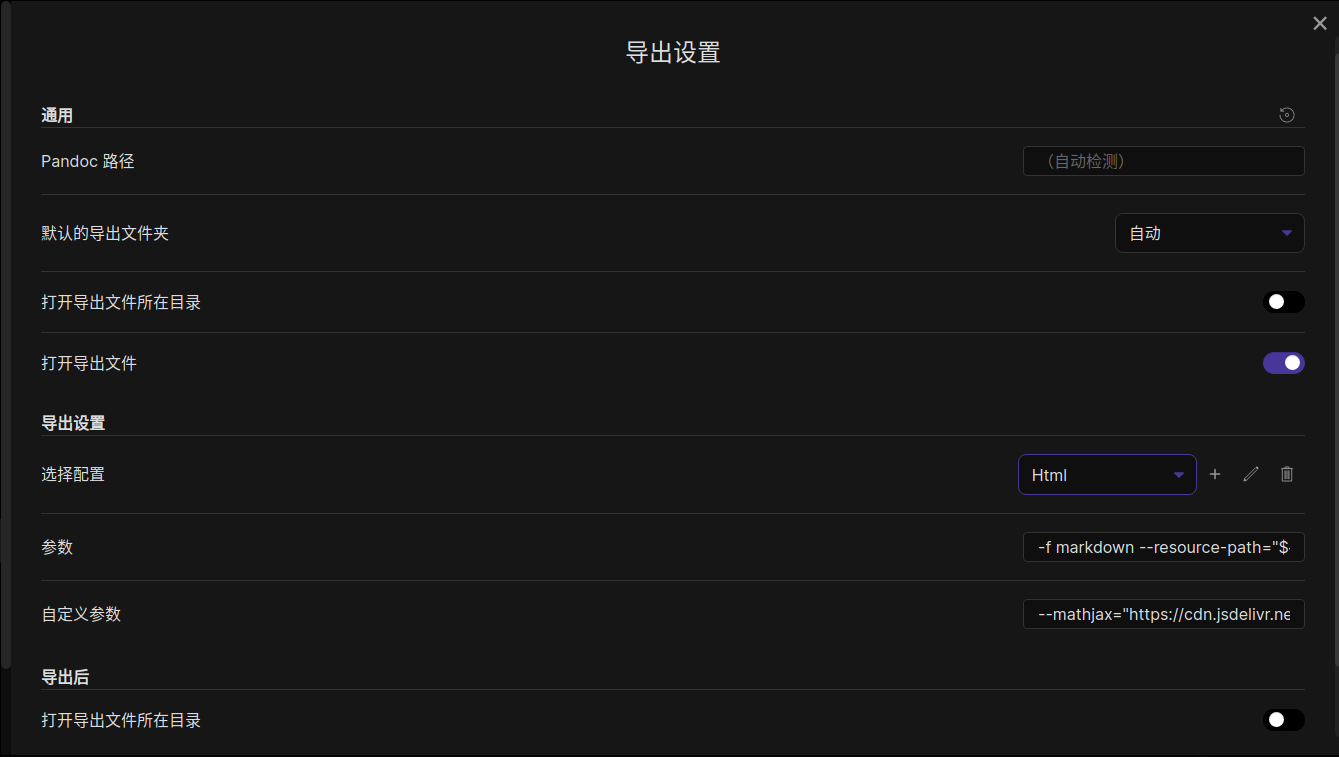 导出设置
通用
Pandoc 路径
（自动检测）
默认的导出文件夹
自动
打开导出文件所在目录
打开导出文件
导出设置
选择配置
Html
参数
-f markdown --resource-path="$
自定义参数
--mathjax="https://cdn.jsdelivr.ne
导出后
打开导出文件所在目录